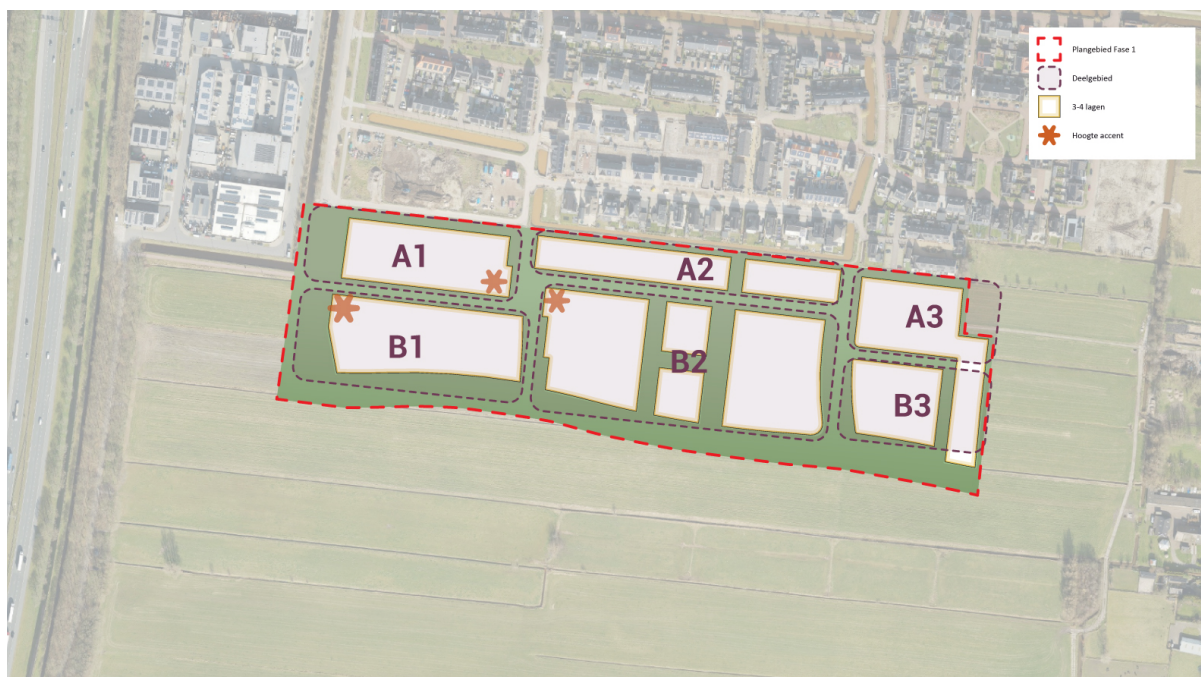 Plangebied Fase 1
Deelgebied
3-4 lagen
Hoogte accent
A1
A2
A3
B1
B2
B3